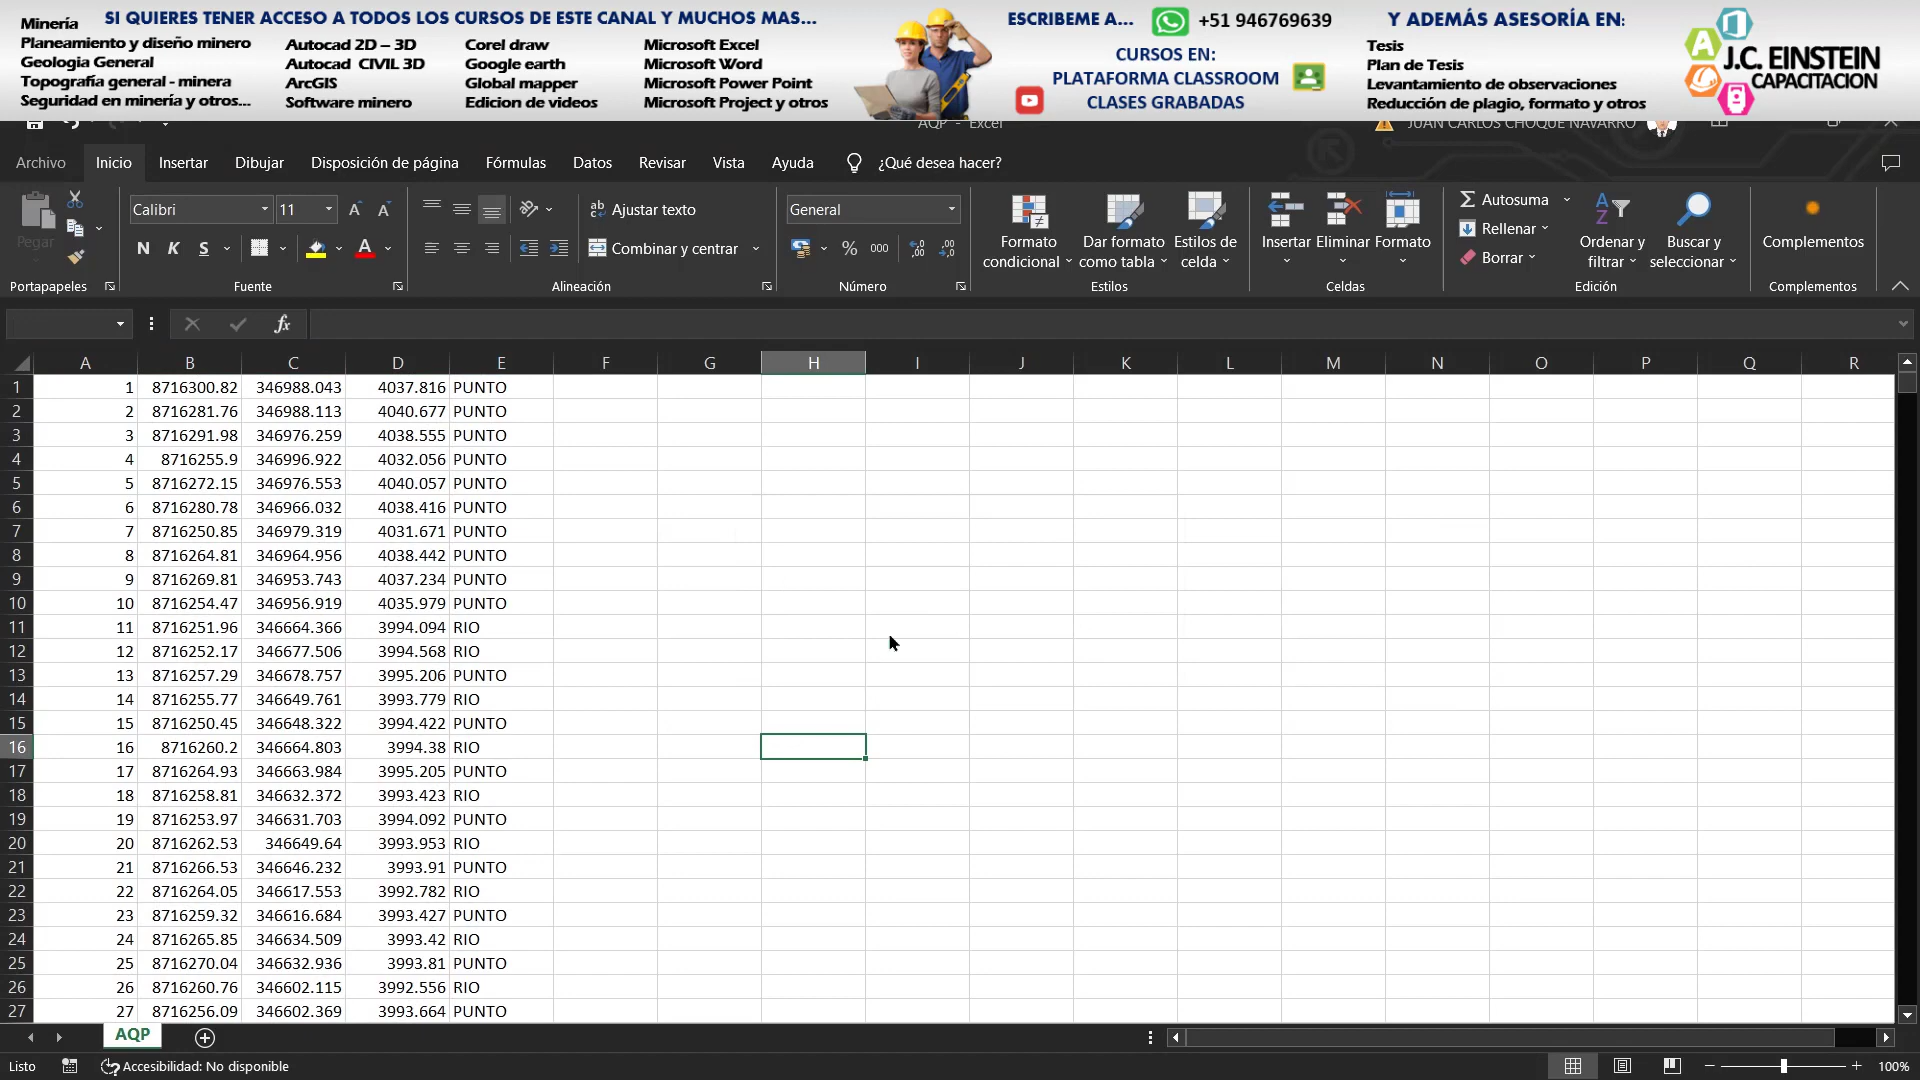 Minería
Planeamiento y diseño minero
Geologia General
Topografía general - minera
Seguridad en minería y otros...
SI QUIERES TENER ACCESO A TODOS LOS CURSOS DE ESTE CANAL Y MUCHOS MAS...
Autocad 2D – 3D
Autocad CIVIL 3D
ArcGIS
Software minero
Corel draw
Google earth
Global mapper
Edicion de videos
Microsoft Excel
Microsoft Word
Microsoft Power Point
Microsoft Project y otros
ESCRIBEME A... +51 946769639
CURSOS EN:
PLATAFORMA CLASSROOM
CLASES GRABADAS
Y ADEMÁS ASESORÍA EN:
Tesis
Plan de Tesis
Levantamiento de observaciones
Reducción de plagio, formato y otros
J.C. EINSTEIN
CAPACITACION
AQP - Excel
JUAN CARLOS CHOQUE NAVARRO
Archivo Inicio Insertar Dibujar Disposición de página Fórmulas Datos Revisar Vista Ayuda ¿Qué desea hacer?
Pegar
Portapapeles
Calibri 11
N K S
Fuente
Ajustar texto
Combinar y centrar
Alineación
General
% 000
Número
Formato condicional
Dar formato como tabla
Estilos de celda
Estilos
Insertar Eliminar Formato
Celdas
Autosuma
Rellenar
Borrar
Ordenar y filtrar
Buscar y seleccionar
Edición
Complementos
Complementos
fx
A B C D E F G H I J K L M N O P Q R
1 1 8716300.82 346988.043 4037.816 PUNTO
2 2 8716281.76 346988.113 4040.677 PUNTO
3 3 8716291.98 346976.259 4038.555 PUNTO
4 4 8716255.9 346996.922 4032.056 PUNTO
5 5 8716272.15 346976.553 4040.057 PUNTO
6 6 8716280.78 346966.032 4038.416 PUNTO
7 7 8716250.85 346979.319 4031.671 PUNTO
8 8 8716264.81 346964.956 4038.442 PUNTO
9 9 8716269.81 346953.743 4037.234 PUNTO
10 10 8716254.47 346956.919 4035.979 PUNTO
11 11 8716251.96 346664.366 3994.094 RIO
12 12 8716252.17 346677.506 3994.568 RIO
13 13 8716257.29 346678.757 3995.206 PUNTO
14 14 8716255.77 346649.761 3993.779 RIO
15 15 8716250.45 346648.322 3994.422 PUNTO
16 16 8716260.2 346664.803 3994.38 RIO
17 17 8716264.93 346663.984 3995.205 PUNTO
18 18 8716258.81 346632.372 3993.423 RIO
19 19 8716253.97 346631.703 3994.092 PUNTO
20 20 8716262.53 346649.64 3993.953 RIO
21 21 8716266.53 346646.232 3993.91 PUNTO
22 22 8716264.05 346617.553 3992.782 RIO
23 23 8716259.32 346616.684 3993.427 PUNTO
24 24 8716265.85 346634.509 3993.42 RIO
25 25 8716270.04 346632.936 3993.81 PUNTO
26 26 8716260.76 346602.115 3992.556 RIO
27 27 8716256.09 346602.369 3993.664 PUNTO
AQP
Listo Accesibilidad: No disponible 100%